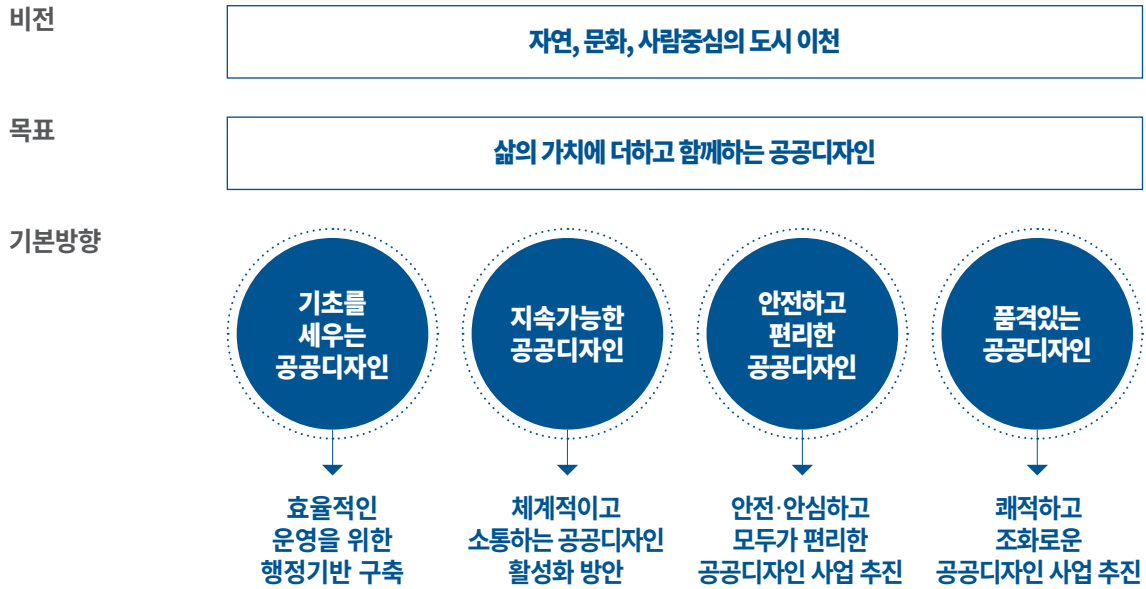 비전
자연, 문화, 사람중심의 도시 이천
목표
삶의 가치에 더하고 함께하는 공공디자인
기본방향
기초를
세우는
공공디자인
지속가능한
공공디자인
안전하고
편리한
공공디자인
품격있는
공공디자인
효율적인
운영을 위한
행정기반 구축
체계적이고
소통하는 공공디자인
활성화 방안
안전·안심하고
모두가 편리한
공공디자인 사업 추진
쾌적하고
조화로운
공공디자인 사업 추진